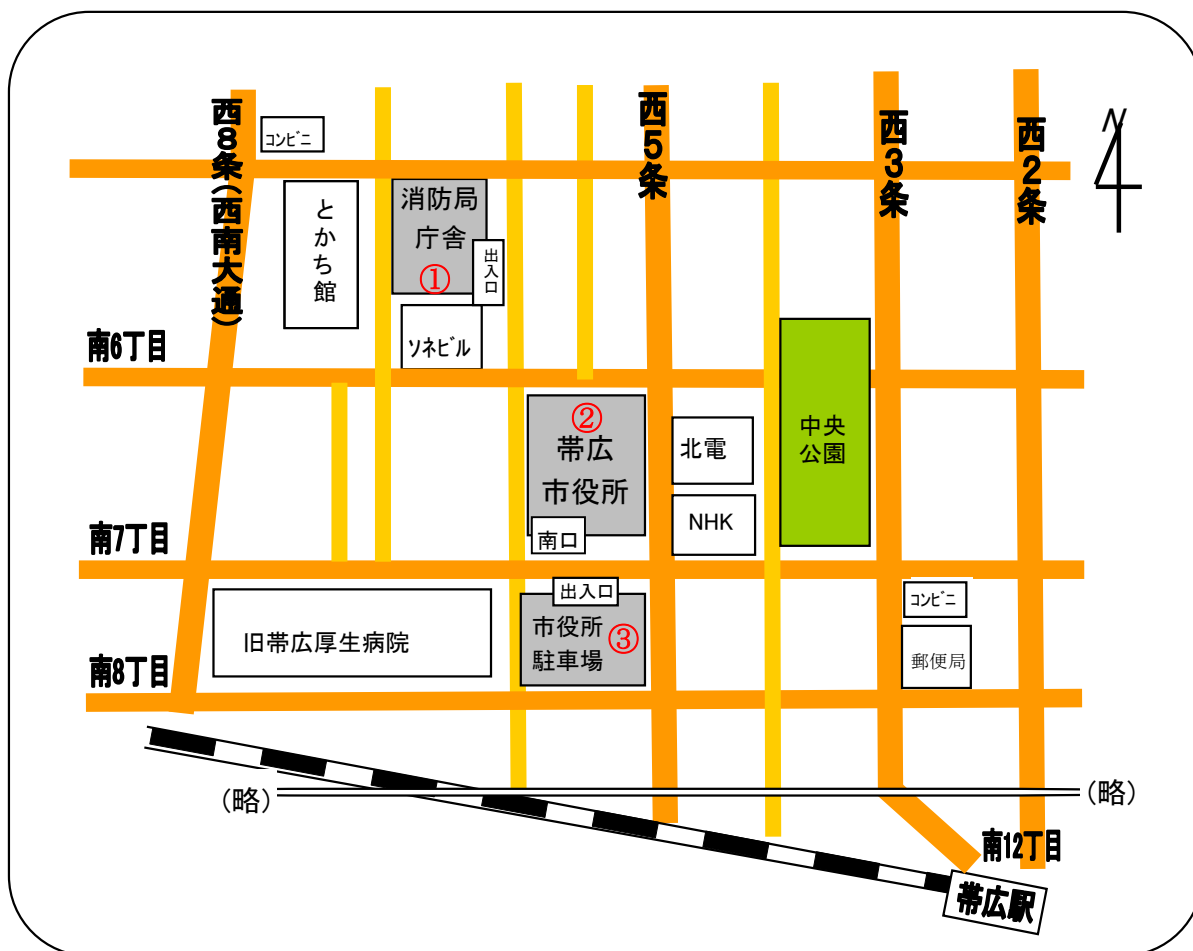 西8条(西南大通)
コンビニ
西5条
西3条
西2条
N
とかち館
消防局
庁舎
①
出入口
ソネビル
南6丁目
②
帯広
市役所
南口
北電
NHK
中央
公園
南7丁目
出入口
市役所
駐車場
③
旧帯広厚生病院
コンビニ
郵便局
南8丁目
(略)
(略)
南12丁目
帯広駅